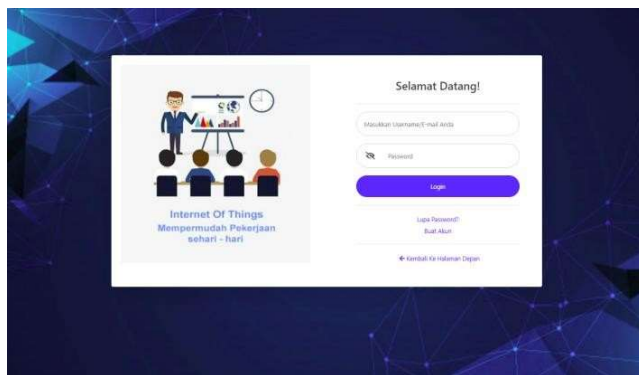 Internet Of Things
Mempermudah Pekerjaan
sehari - hari
Selamat Datang!
Masukkan Username/E-mail Anda
Password
Login
Lupa Password?
Buat Akun
← Kembali Ke Halaman Depan